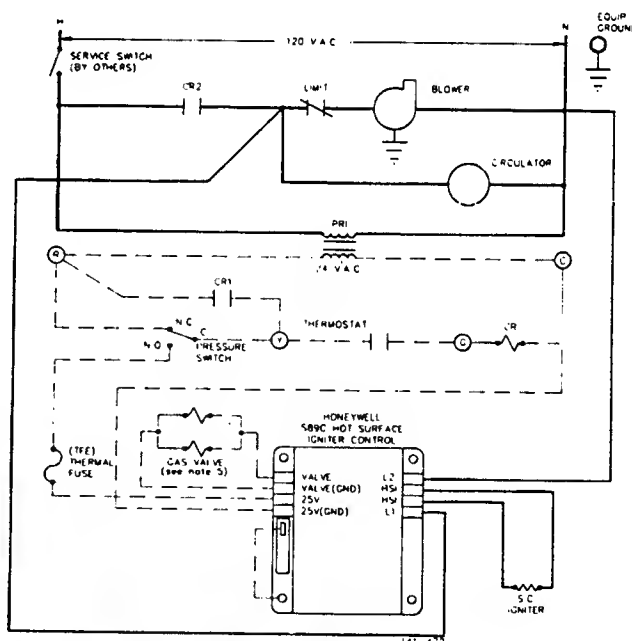 H
N
EQUIP
GROUND
120 VAC
SERVICE SWITCH
(BY OTHERS)
CR2
LIMIT
BLOWER
CIRCULATOR
PRI
R
24 VAC
C
CR1
N.C.
C
THERMOSTAT
N.O.
PRESSURE
SWITCH
Y
G
CR
HONEYWELL
S89C HOT SURFACE
IGNITER CONTROL
(TFE)
THERMAL
FUSE
GAS VALVE
(see note 5)
VALVE
VALVE(GND)
25V
25V(GND)
L2
HSI
HSI
L1
S.C.
IGNITER